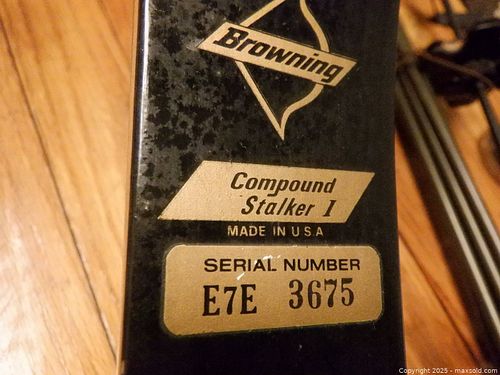 Browning
Compound
Stalker I
MADE IN USA
SERIAL NUMBER
E7E 3675
Copyright 2025 - maxsold.com